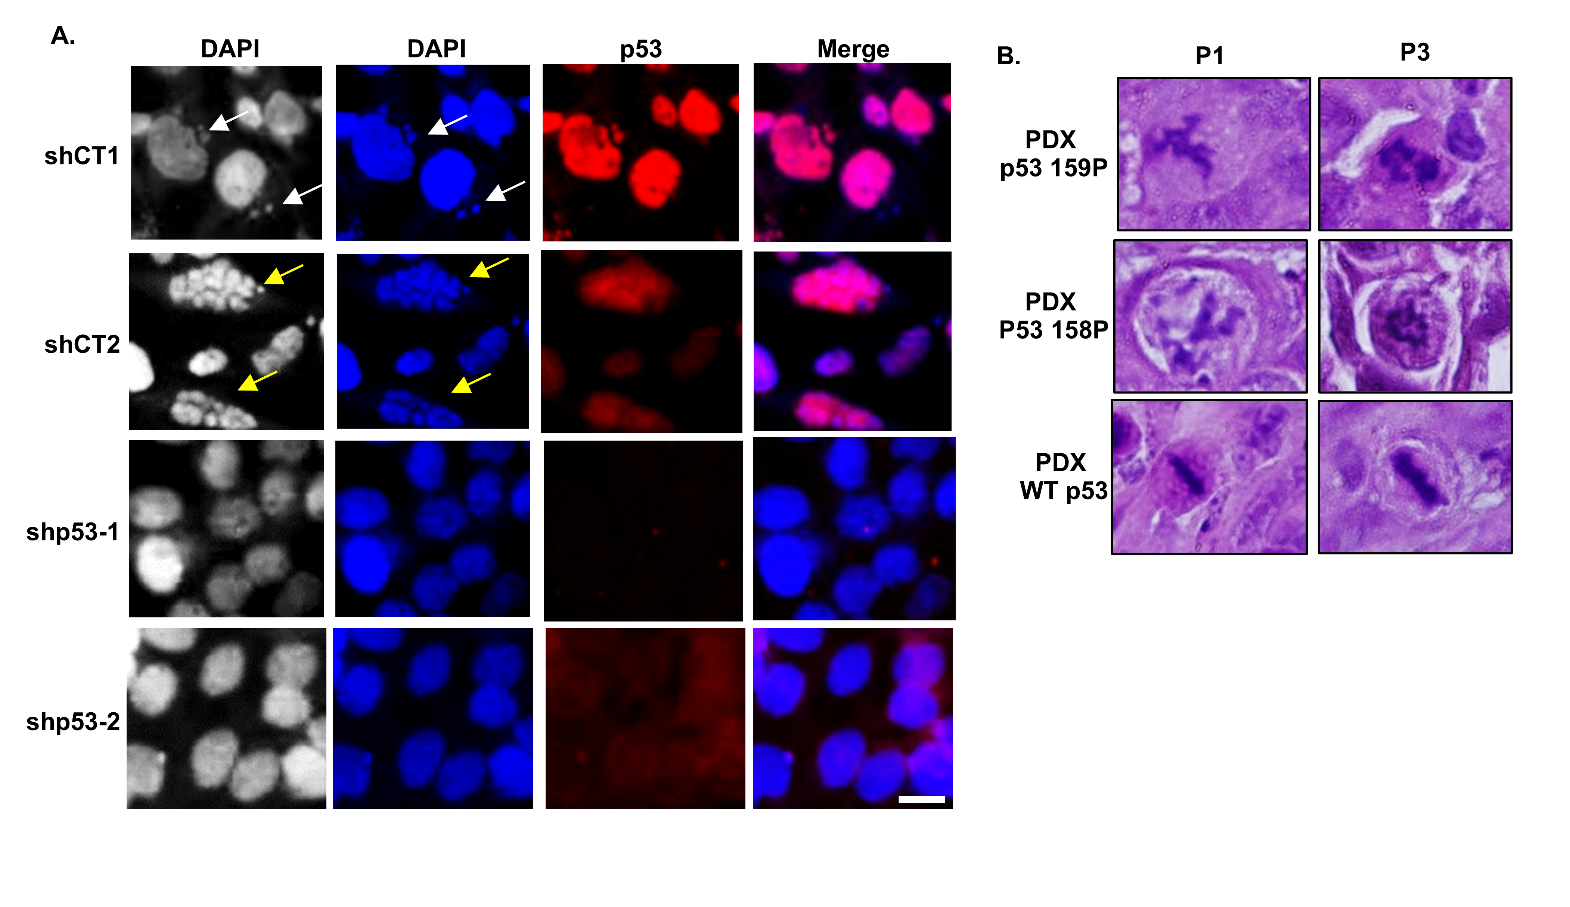 A.
DAPI DAPI p53 Merge
shCT1
shCT2
shp53-1
shp53-2
B.
P1 P3
PDX
p53 159P
PDX
P53 158P
PDX
WT p53